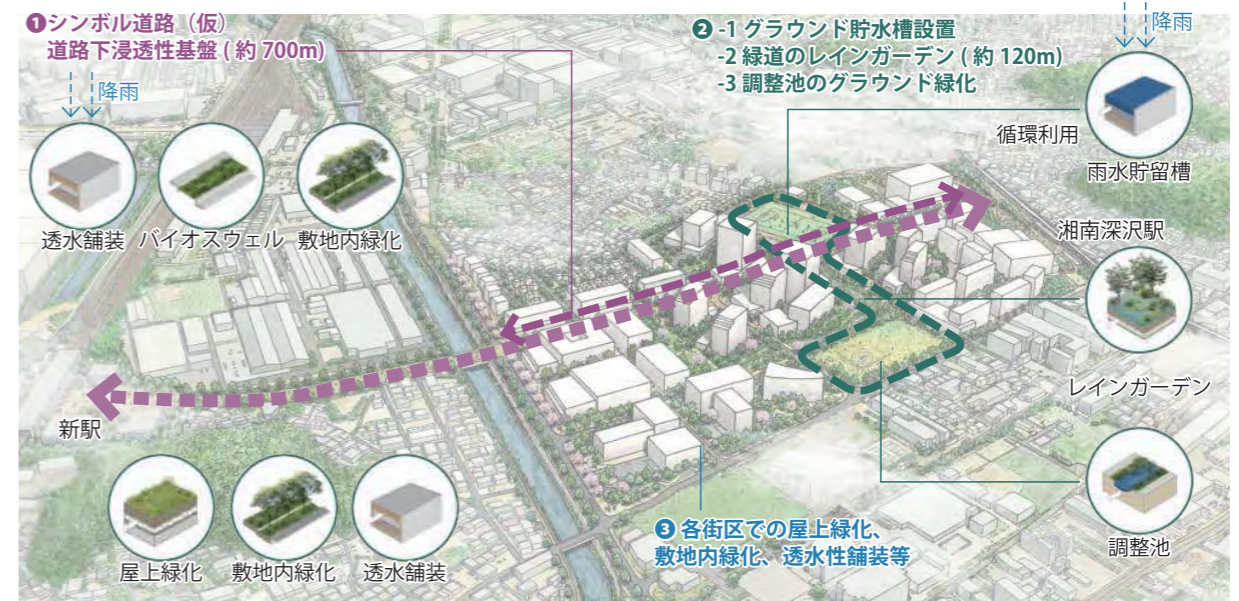 ❶シンボル道路（仮）
道路下浸透性基盤 ( 約 700m)
降雨
透水舗装
バイオスウェル
敷地内緑化
❷ -1 グラウンド貯水槽設置
-2 緑道のレインガーデン ( 約 120m)
-3 調整池のグラウンド緑化
降雨
循環利用
雨水貯留槽
湘南深沢駅
レインガーデン
調整池
新駅
屋上緑化
敷地内緑化
透水舗装
❸ 各街区での屋上緑化、
敷地内緑化、透水性舗装等